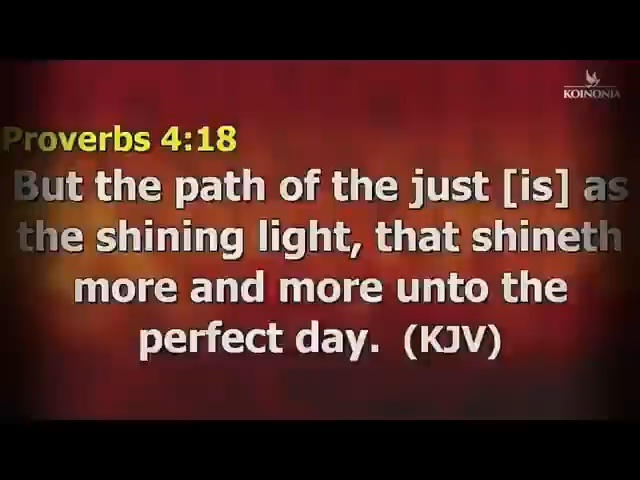 KOINONIA
Proverbs 4:18
But the path of the just [is] as
the shining light, that shineth
more and more unto the
perfect day. (KJV)